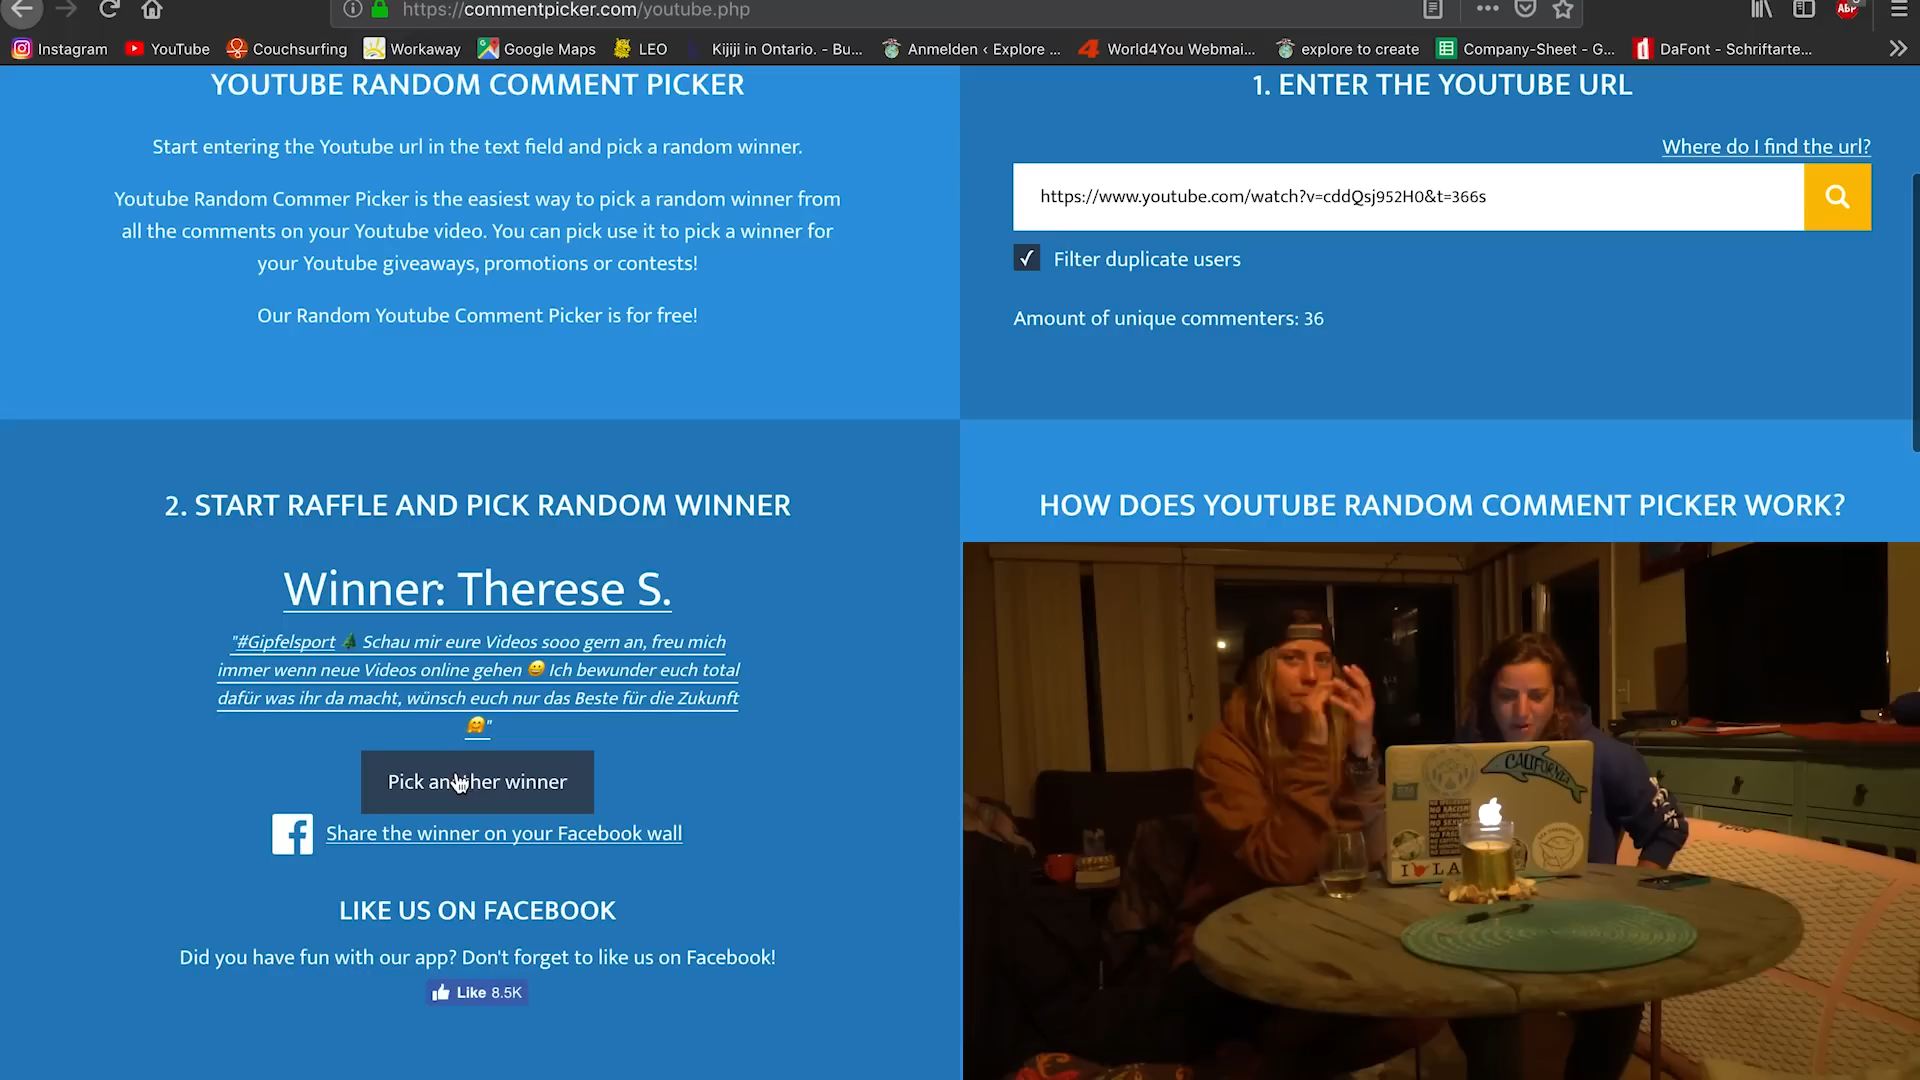 https://commentpicker.com/youtube.php
ABP
Instagram YouTube Couchsurfing Workaway Google Maps LEO Kijiji in Ontario. - Bu... Anmelden ‹ Explore ... World4You Webmai... explore to create Company-Sheet - G... DaFont - Schriftarte...
YOUTUBE RANDOM COMMENT PICKER
Start entering the Youtube url in the text field and pick a random winner.
Youtube Random Commer Picker is the easiest way to pick a random winner from
all the comments on your Youtube video. You can pick use it to pick a winner for
your Youtube giveaways, promotions or contests!
Our Random Youtube Comment Picker is for free!
1. ENTER THE YOUTUBE URL
Where do I find the url?
https://www.youtube.com/watch?v=cddQsj952H0&t=366s
Filter duplicate users
Amount of unique commenters: 36
2. START RAFFLE AND PICK RANDOM WINNER
Winner: Therese S.
"#Gipfelsport 🌲 Schau mir eure Videos sooo gern an, freu mich
immer wenn neue Videos online gehen 😀 Ich bewunder euch total
dafür was ihr da macht, wünsch euch nur das Beste für die Zukunft
🤗"
Pick another winner
Share the winner on your Facebook wall
LIKE US ON FACEBOOK
Did you have fun with our app? Don't forget to like us on Facebook!
Like 8.5K
HOW DOES YOUTUBE RANDOM COMMENT PICKER WORK?
CALIFORNIA
NO RACISM
I LA